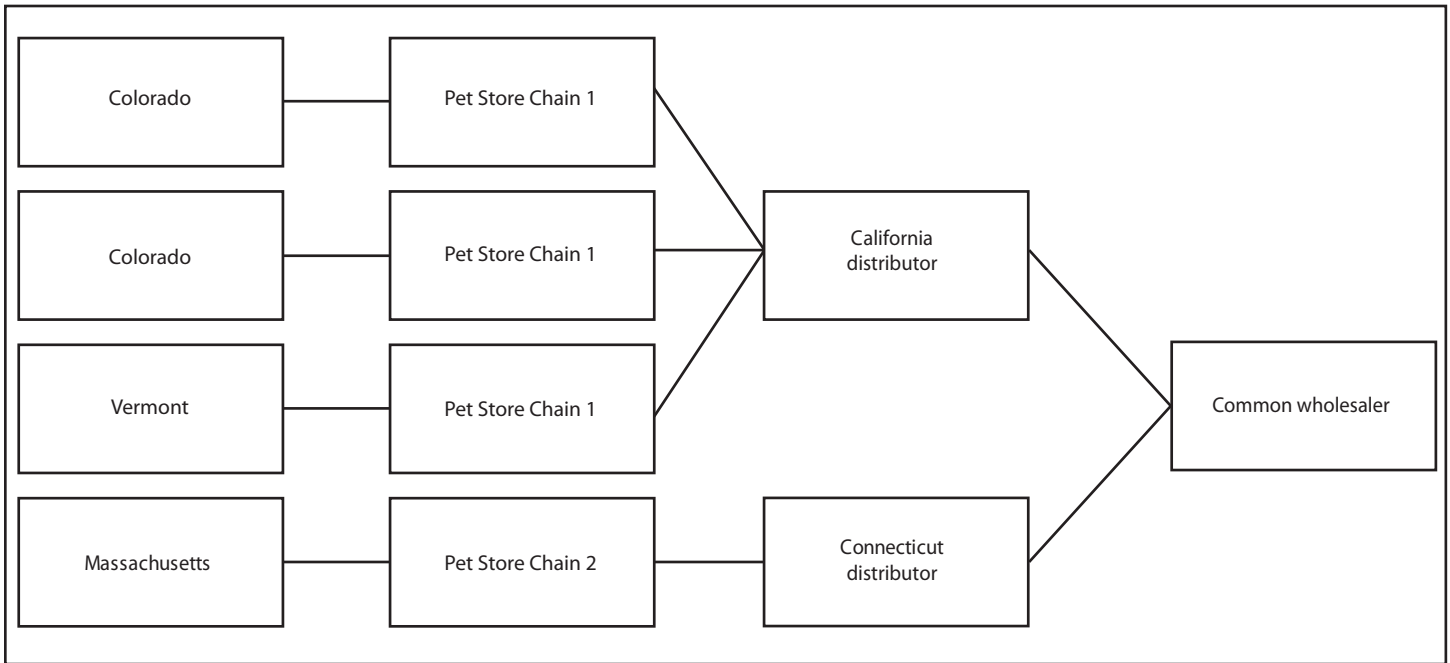 Colorado
Pet Store Chain 1
Colorado
Pet Store Chain 1
California
distributor
Vermont
Pet Store Chain 1
Common wholesaler
Massachusetts
Pet Store Chain 2
Connecticut
distributor